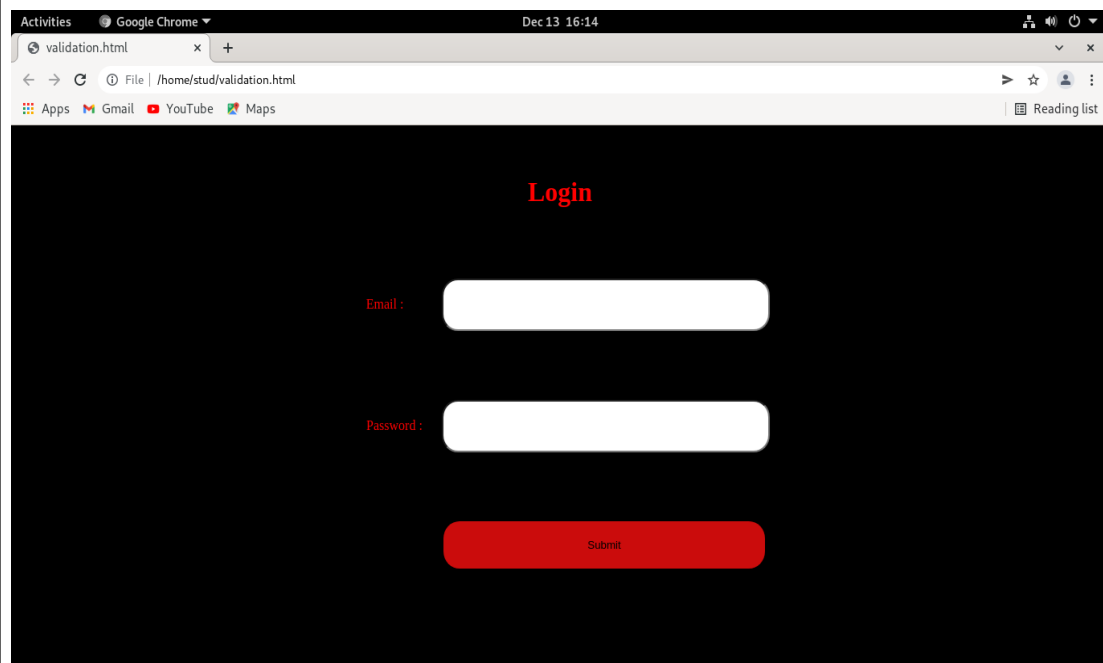 Activities Google Chrome Dec 13 16:14
validation.html
File /home/stud/validation.html
Apps Gmail YouTube Maps Reading list
Login
Email :
Password :
Submit